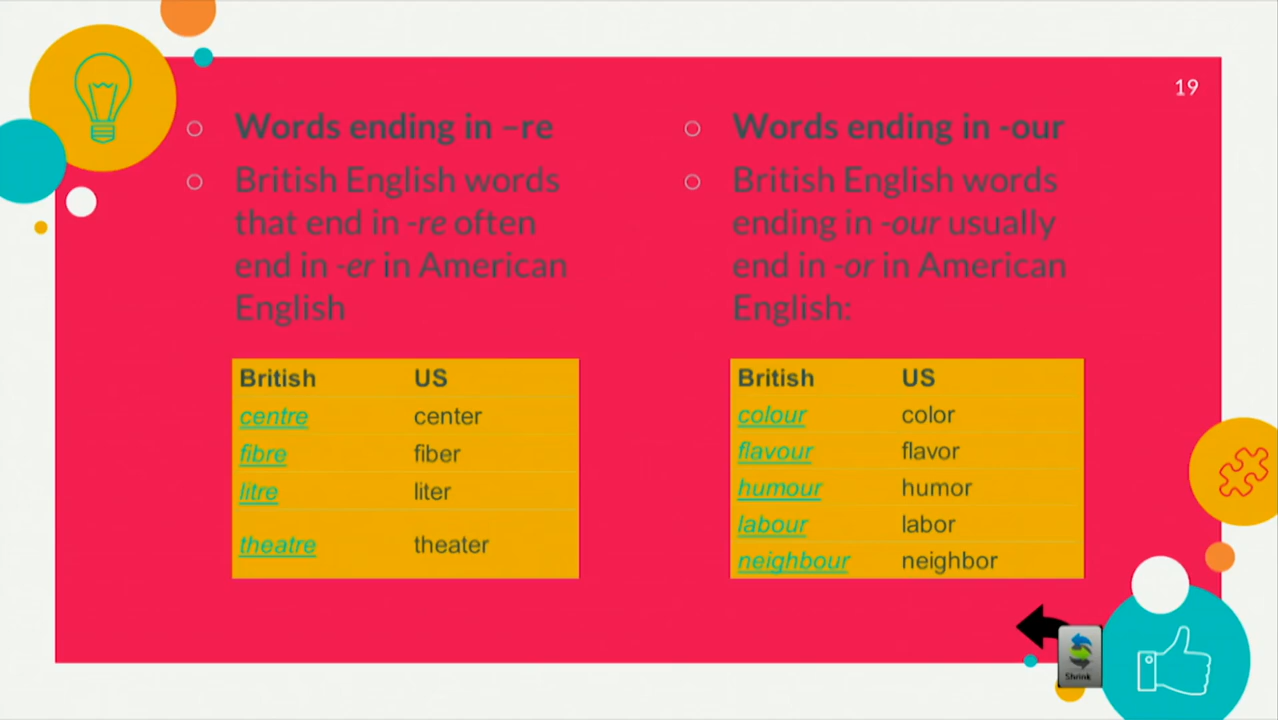 19
Words ending in –re
British English words
that end in -re often
end in -er in American
English
British US
centre center
fibre fiber
litre liter
theatre theater
Words ending in -our
British English words
ending in -our usually
end in -or in American
English:
British US
colour color
flavour flavor
humour humor
labour labor
neighbour neighbor
Shrink